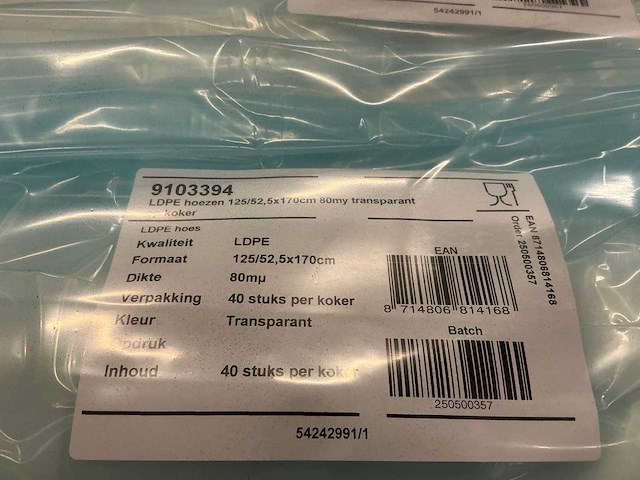 54242991/1
9103394
LDPE hoezen 125/52,5x170cm 80my transparant
koker
LDPE hoes
Kwaliteit LDPE
Formaat 125/52,5x170cm
Dikte 80mµ
Verpakking 40 stuks per koker
Kleur Transparant
Opdruk
Inhoud 40 stuks per koker
EAN
8 714806 814168
Batch
250500357
EAN 8714806814168
Order 250500357
54242991/1